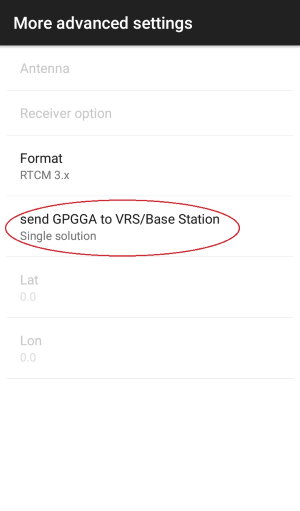 More advanced settings
Antenna
Receiver option
Format
RTCM 3.x
send GPGGA to VRS/Base Station
Single solution
Lat
0.0
Lon
0.0